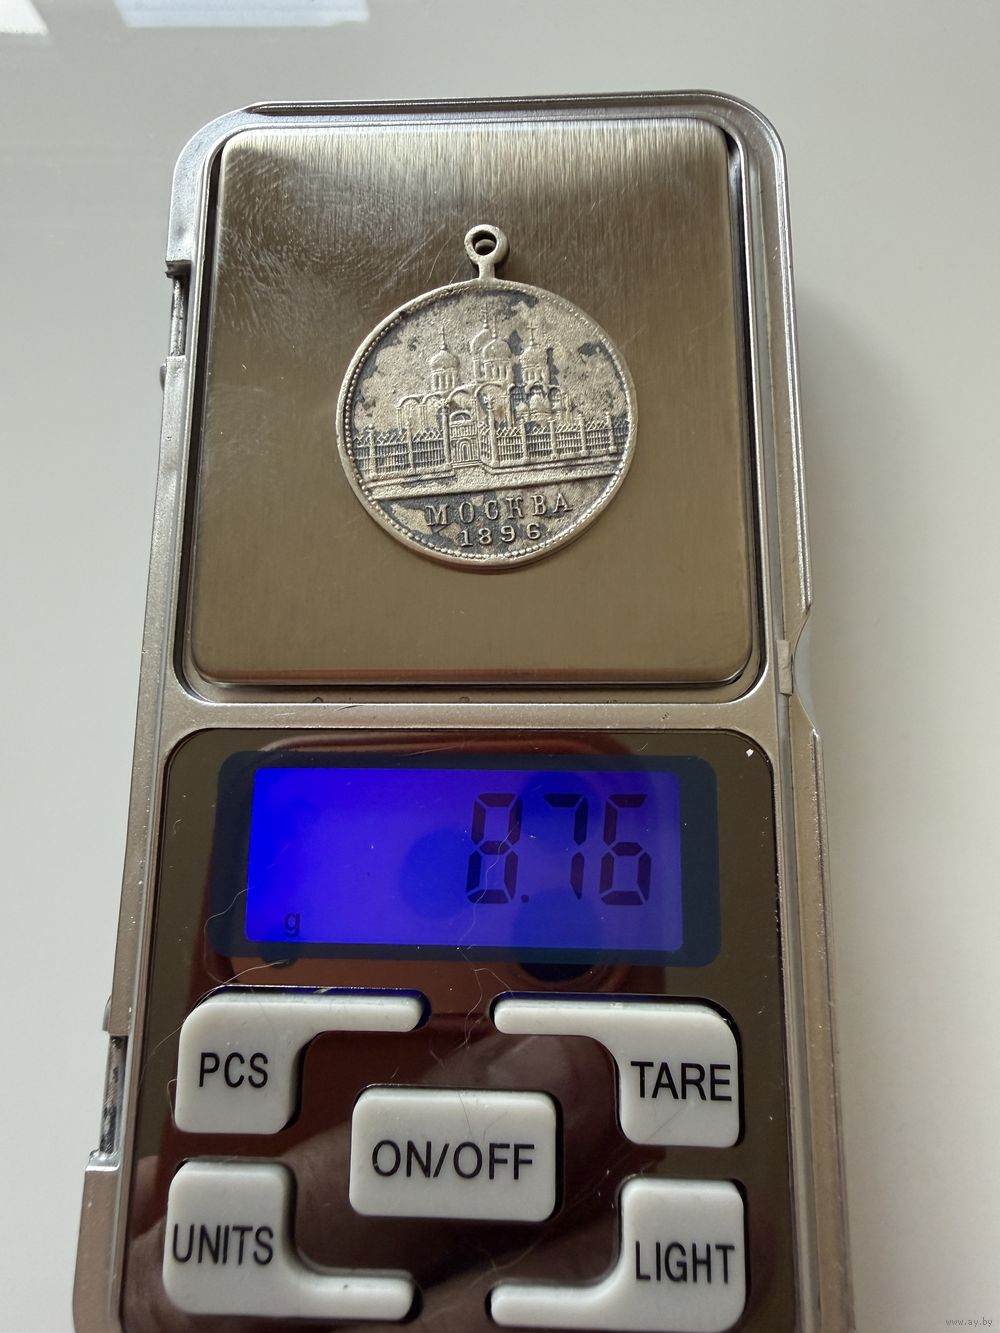 МОСКВА
1896
8.76
g
PCS
TARE
ON/OFF
UNITS
LIGHT
www.ay.by